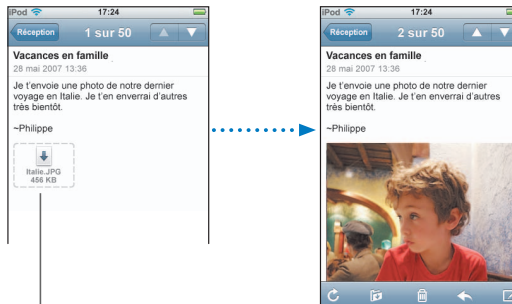 iPod 17:24
Réception 1 sur 50
Vacances en famille
28 mai 2007 13:36
Je t'envoie une photo de notre dernier
voyage en Italie. Je t'en enverrai d'autres
très bientôt.
~Philippe
Italie.JPG
456 KB
iPod 17:24
Réception 2 sur 50
Vacances en famille
28 mai 2007 13:36
Je t'envoie une photo de notre dernier
voyage en Italie. Je t'en enverrai d'autres
très bientôt.
~Philippe